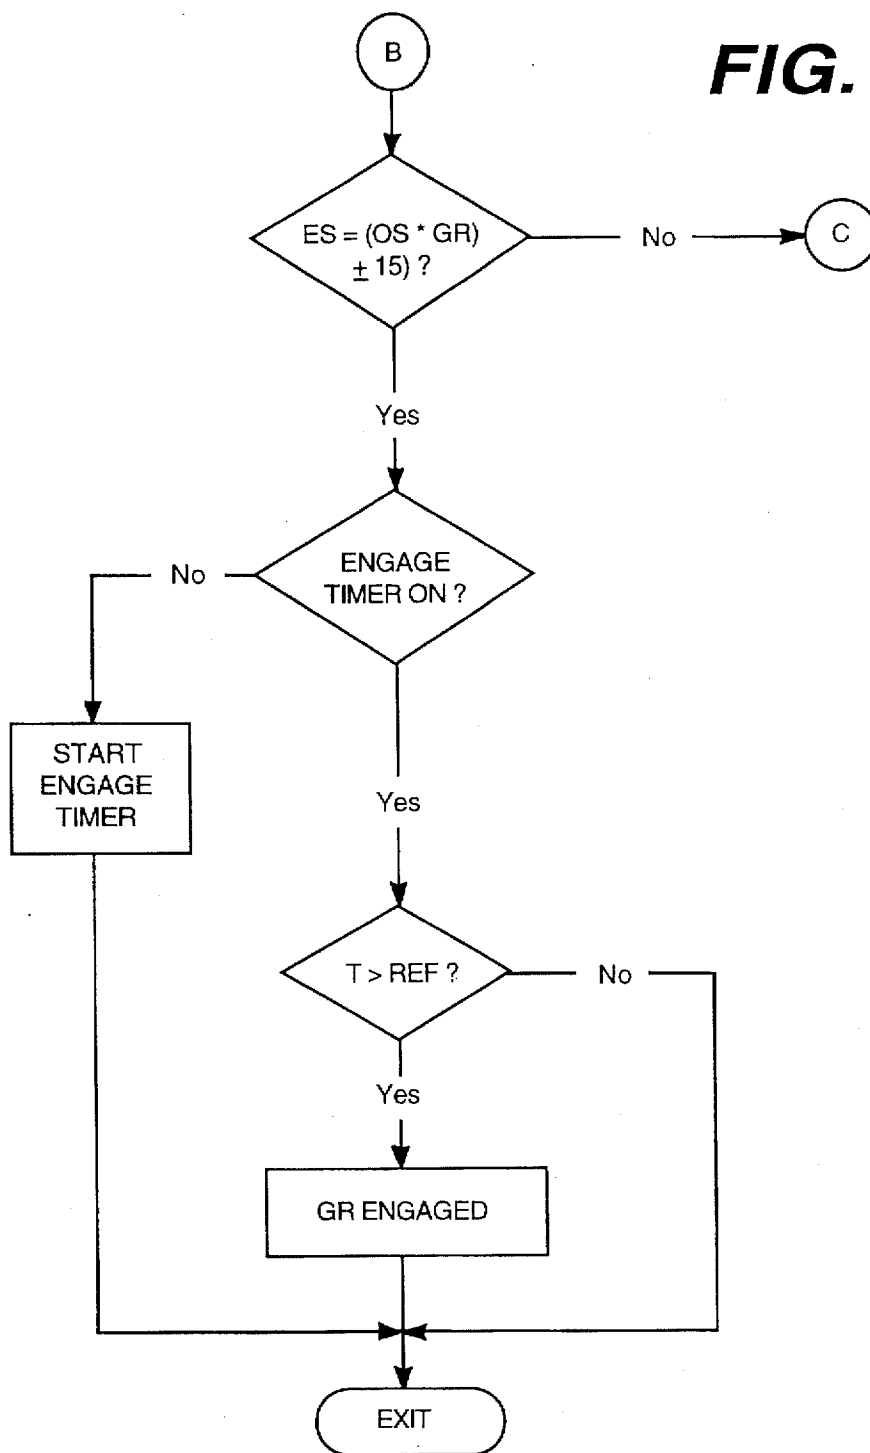 B
FIG.
ES = (OS * GR)
± 15) ?
No
C
Yes
ENGAGE
TIMER ON ?
No
START
ENGAGE
TIMER
Yes
T > REF ?
No
Yes
GR ENGAGED
EXIT